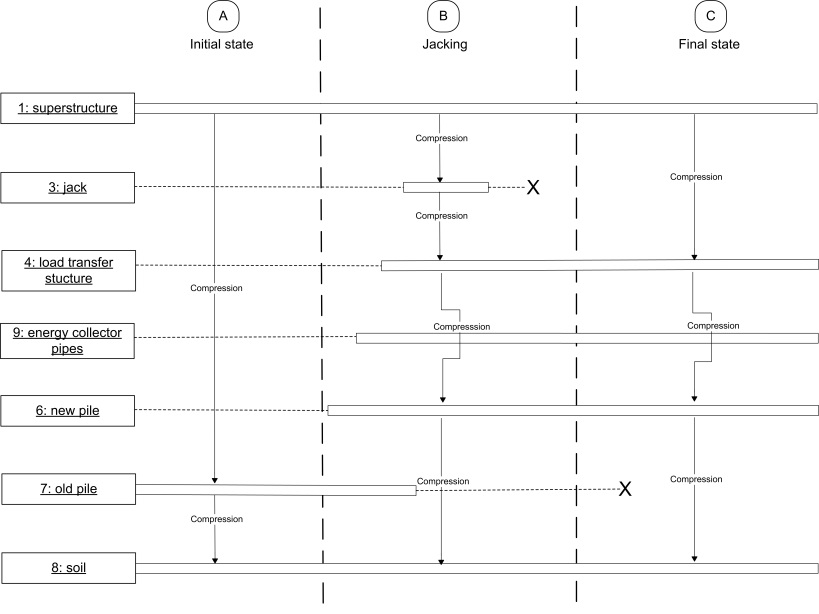 A
B
C
Initial state
Jacking
Final state
1: superstructure
Compression
Compression
3: jack
X
Compression
4: load transfer
stucture
Compression
9: energy collector
pipes
Compresssion
Compression
6: new pile
7: old pile
Compression
Compression
X
Compression
8: soil